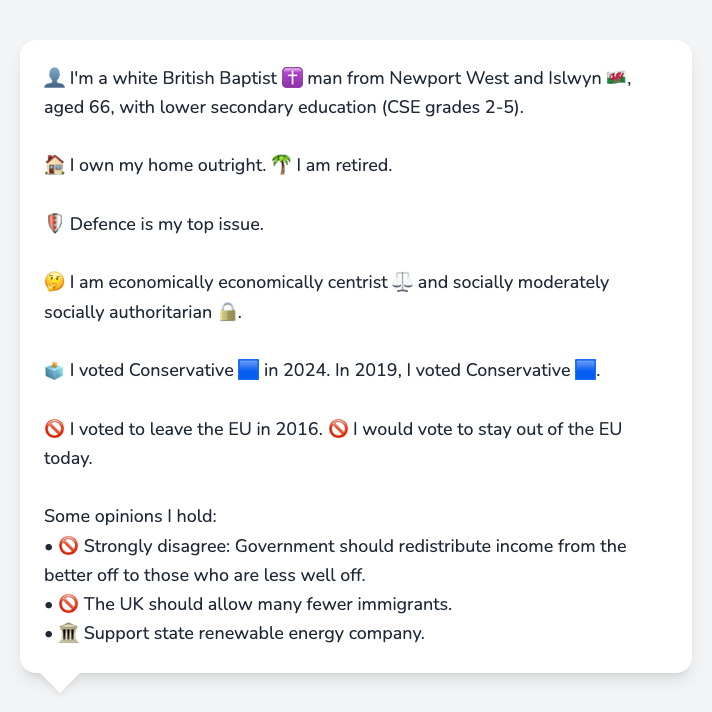 👤 I'm a white British Baptist ✝️ man from Newport West and Islwyn 🏴󠁧󠁢󠁷󠁬󠁳󠁿,
aged 66, with lower secondary education (CSE grades 2-5).
🏠 I own my home outright. 🌴 I am retired.
🛡️ Defence is my top issue.
🤔 I am economically economically centrist ⚖️ and socially moderately
socially authoritarian 🔒.
🗳️ I voted Conservative 🟦 in 2024. In 2019, I voted Conservative 🟦.
🚫 I voted to leave the EU in 2016. 🚫 I would vote to stay out of the EU
today.
Some opinions I hold:
• 🚫 Strongly disagree: Government should redistribute income from the
better off to those who are less well off.
• 🚫 The UK should allow many fewer immigrants.
• 🏛️ Support state renewable energy company.